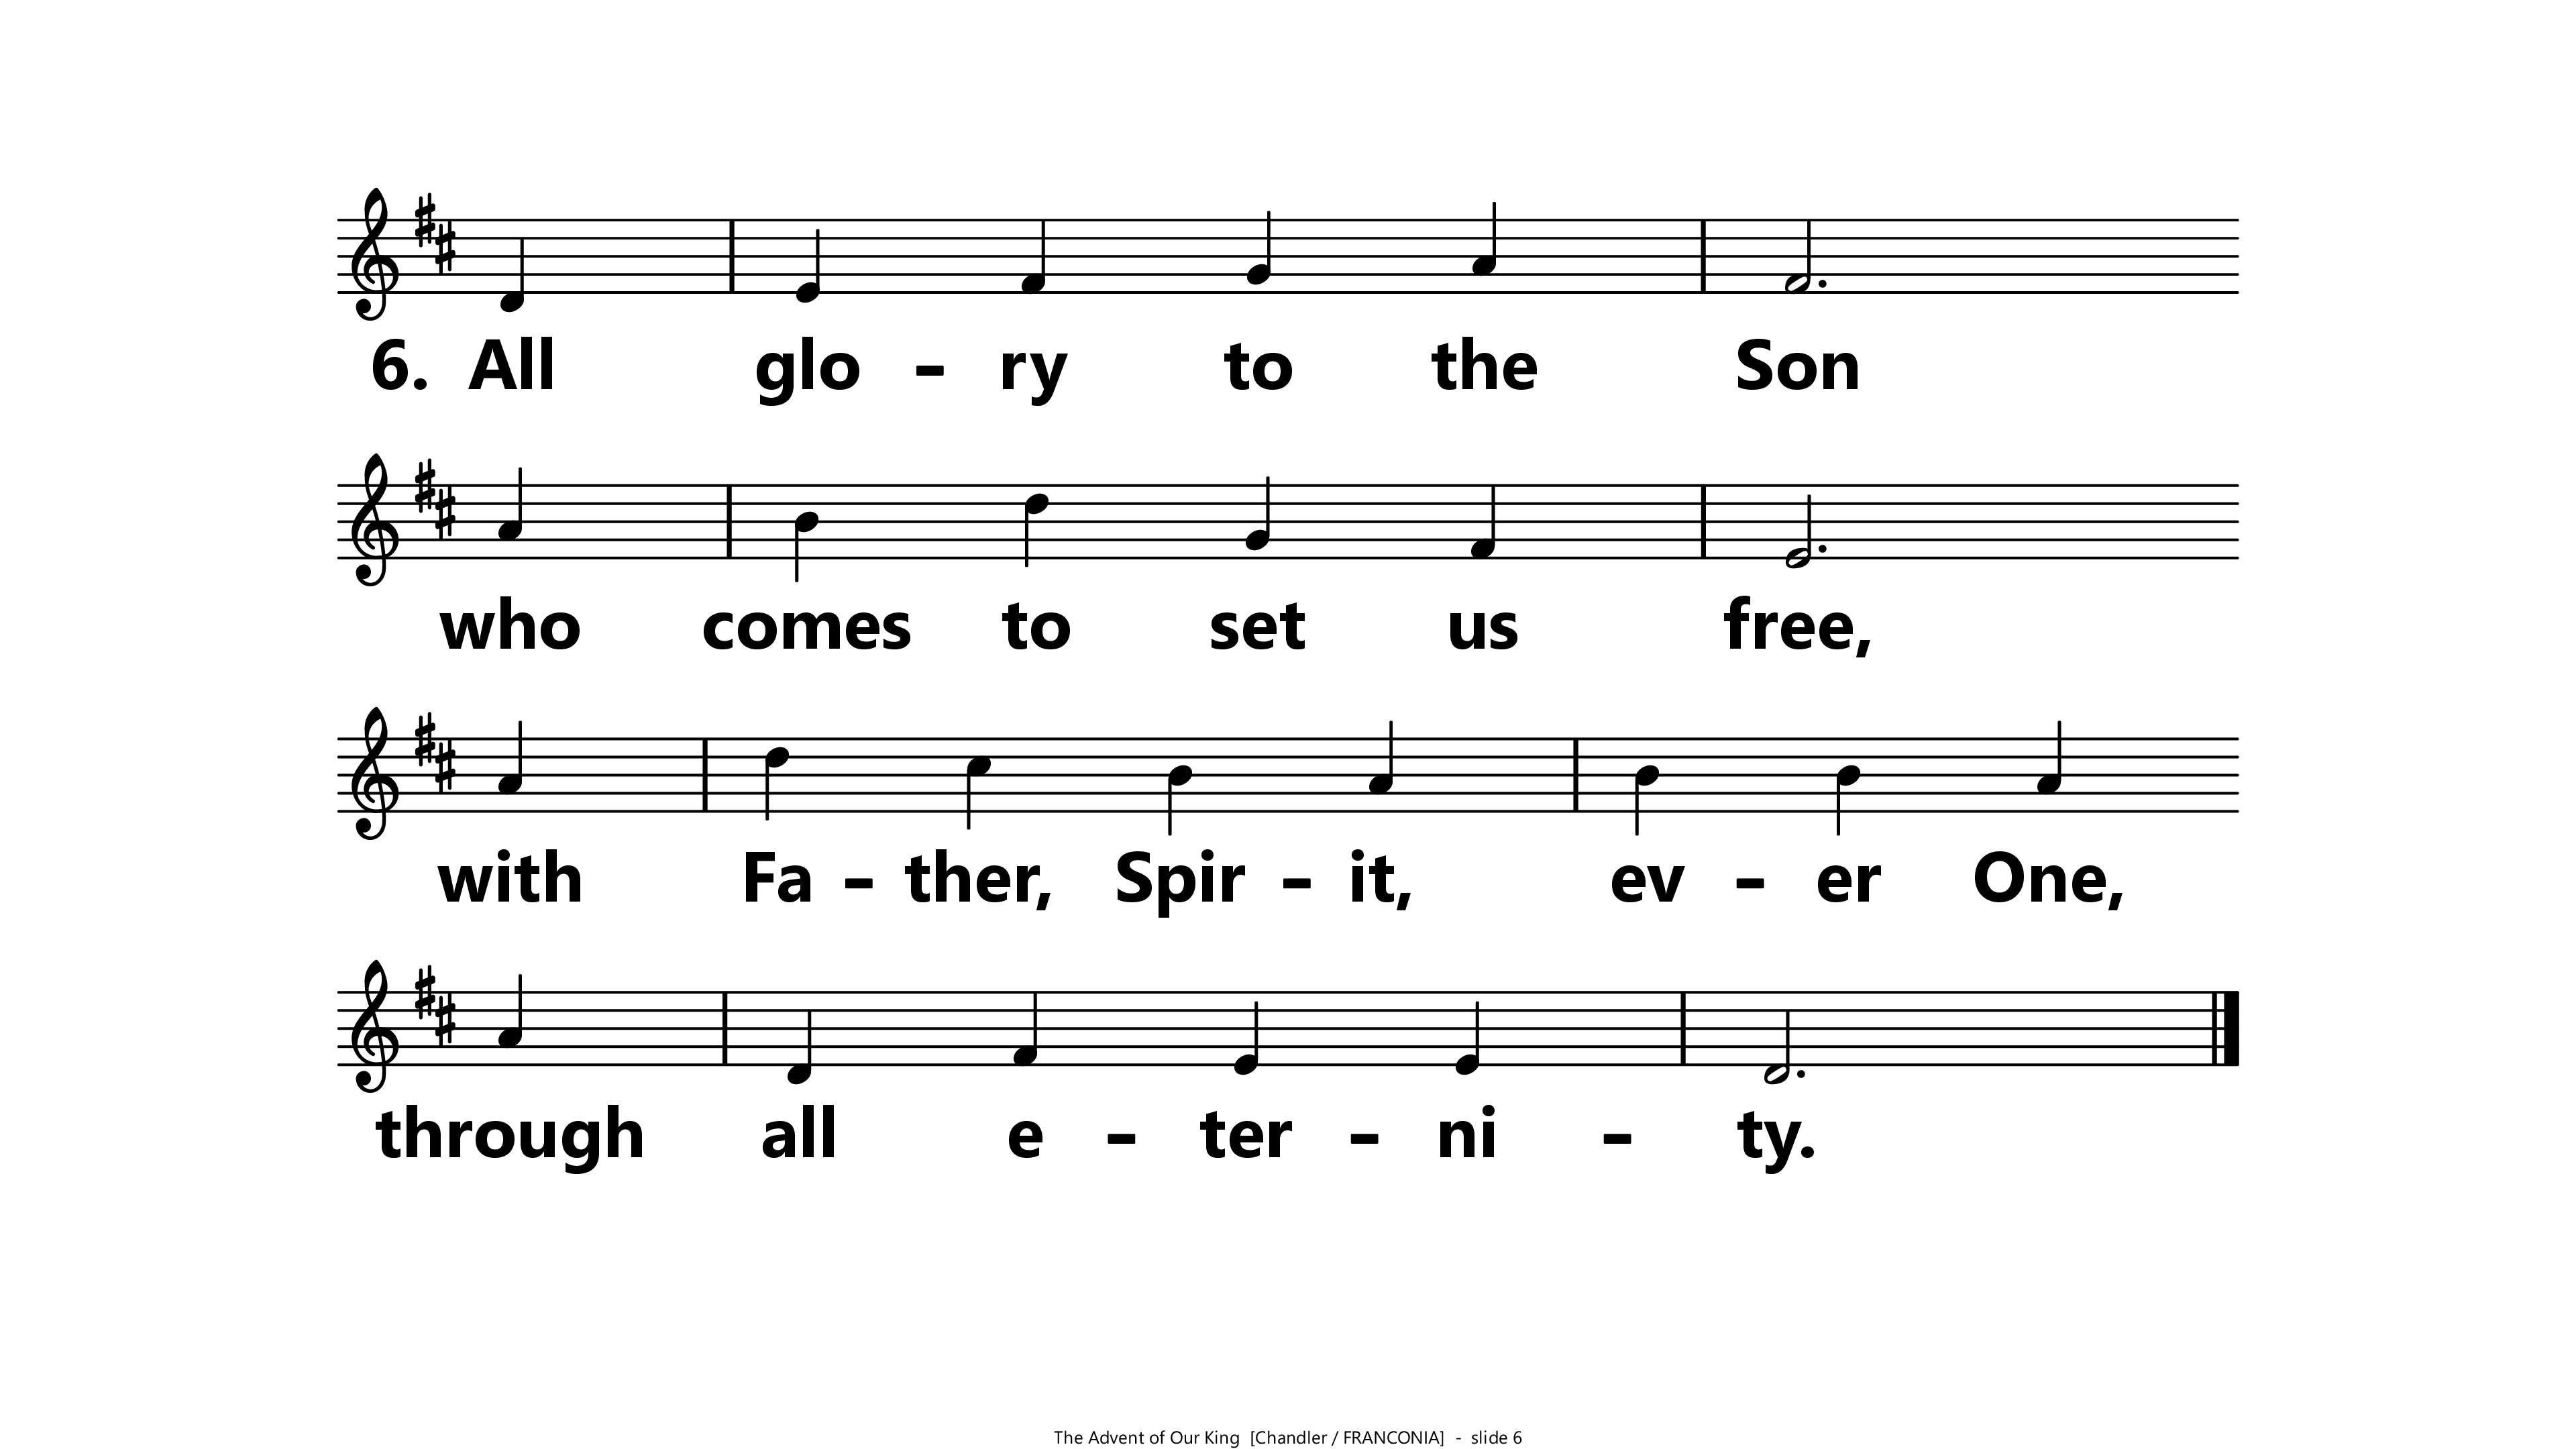 6. All glo - ry to the Son
who comes to set us free,
with Fa - ther, Spir - it, ev - er One,
through all e - ter - ni - ty.
The Advent of Our King [Chandler / FRANCONIA] - slide 6